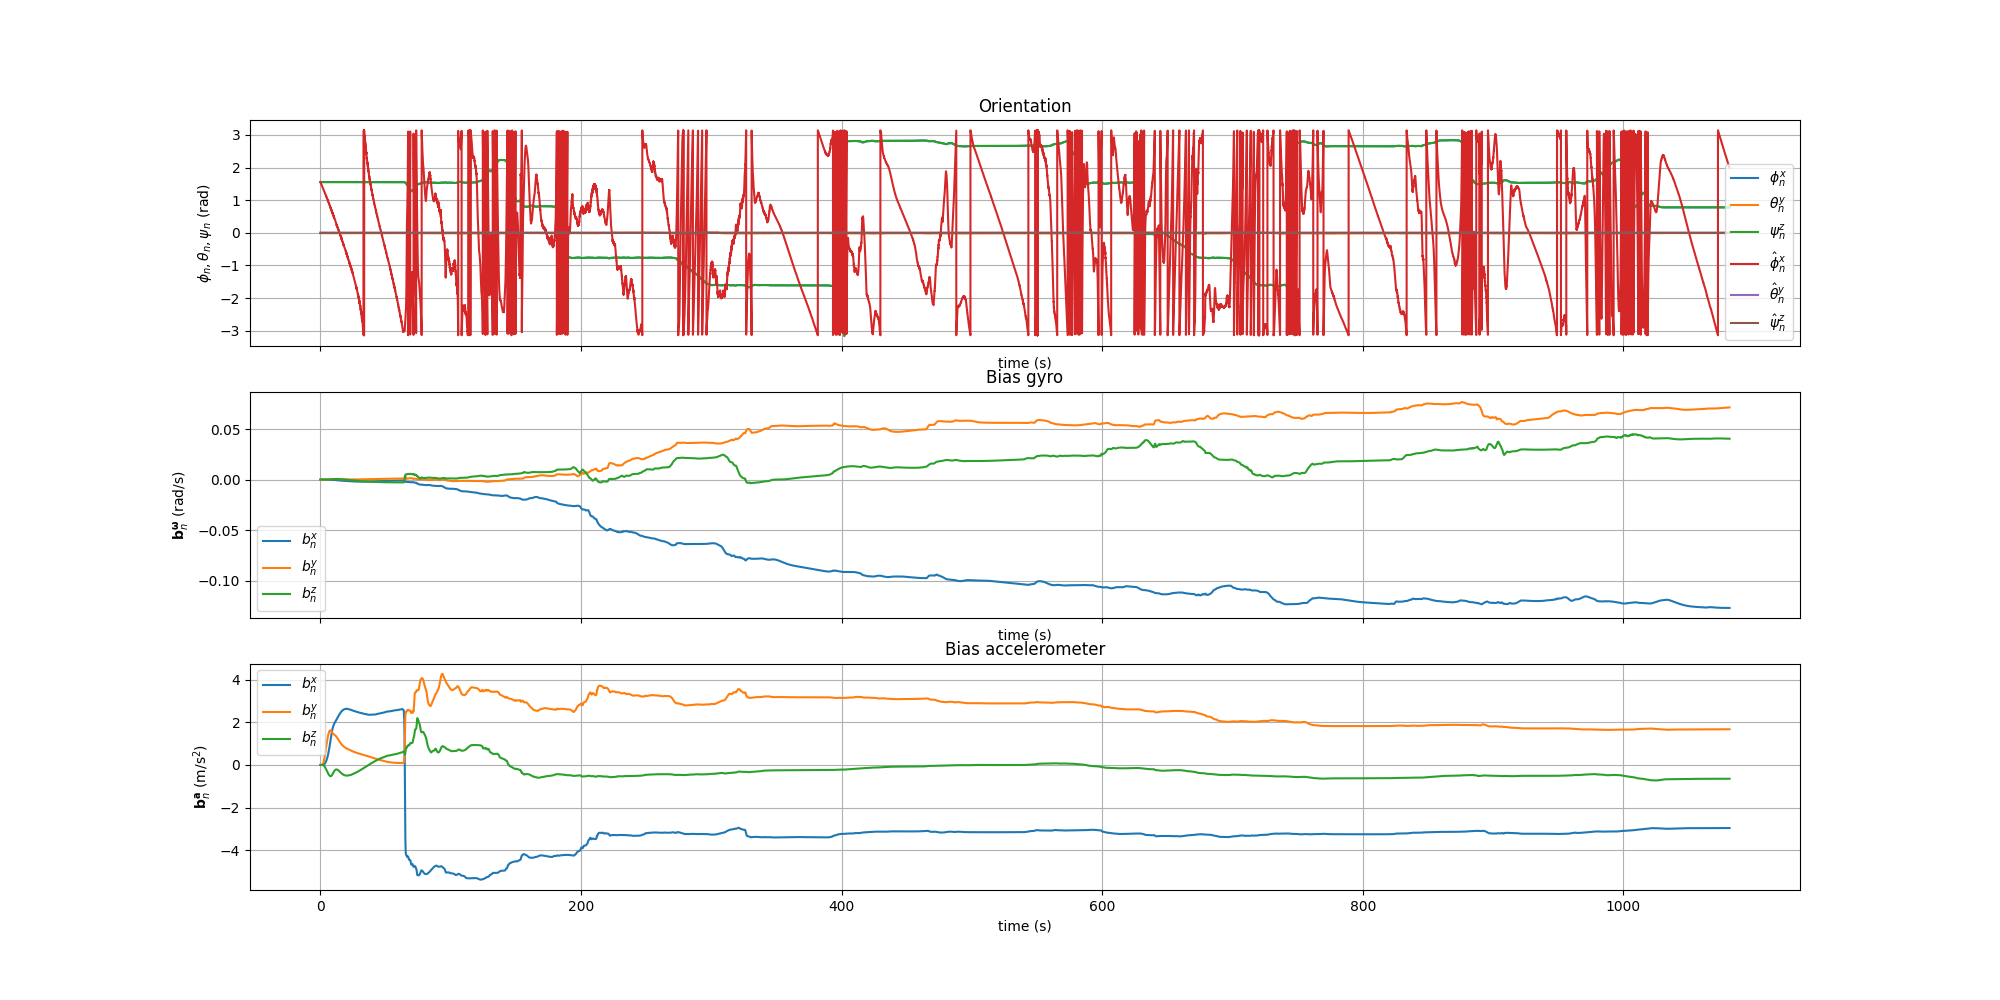 Orientation
ϕₙ, θₙ, ψₙ (rad)
3
2
1
0
−1
−2
−3
ϕₙˣ
θₙʸ
ψₙᶻ
ϕ̂ₙˣ
θ̂ₙʸ
ψ̂ₙᶻ
time (s)
Bias gyro
𝐛ₙ^𝛚 (rad/s)
0.05
0.00
−0.05
−0.10
bₙˣ
bₙʸ
bₙᶻ
time (s)
Bias accelerometer
𝐛ₙ^𝐚 (m/s²)
4
2
0
−2
−4
bₙˣ
bₙʸ
bₙᶻ
0 200 400 600 800 1000
time (s)